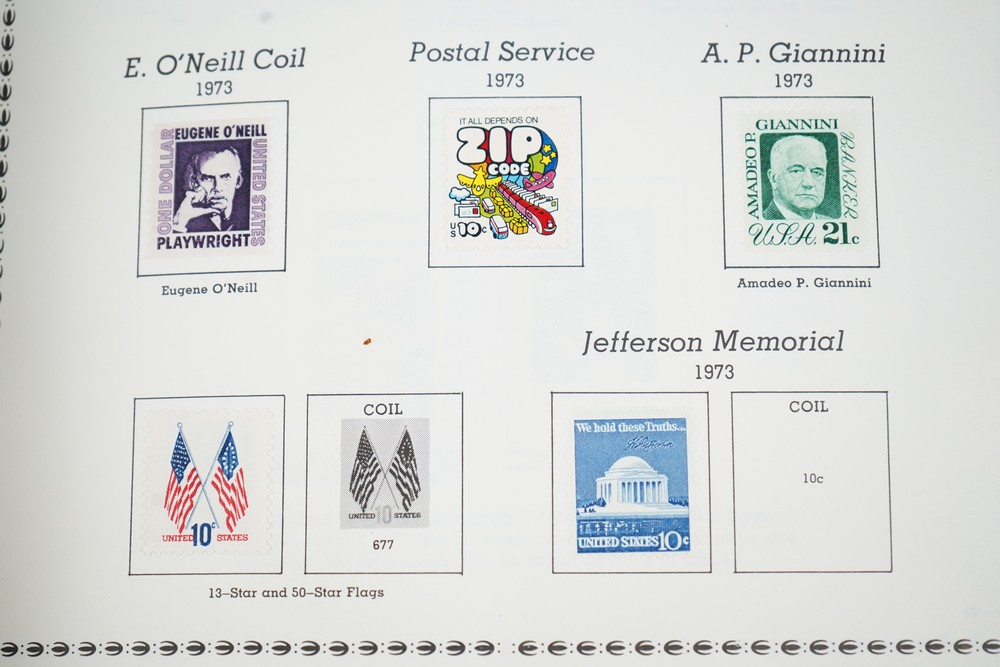 E. O'Neill Coil
1973
ONE DOLLAR
EUGENE O'NEILL
UNITED STATES
PLAYWRIGHT
Eugene O'Neill
Postal Service
1973
IT ALL DEPENDS ON
ZIP
CODE
US 10c
A. P. Giannini
1973
AMADEO P.
GIANNINI
BANKER
U.S.A. 21c
Amadeo P. Giannini
UNITED 10c STATES
COIL
UNITED 10 STATES
677
13–Star and 50–Star Flags
Jefferson Memorial
1973
We hold these Truths...
UNITED STATES 10c
COIL
10c